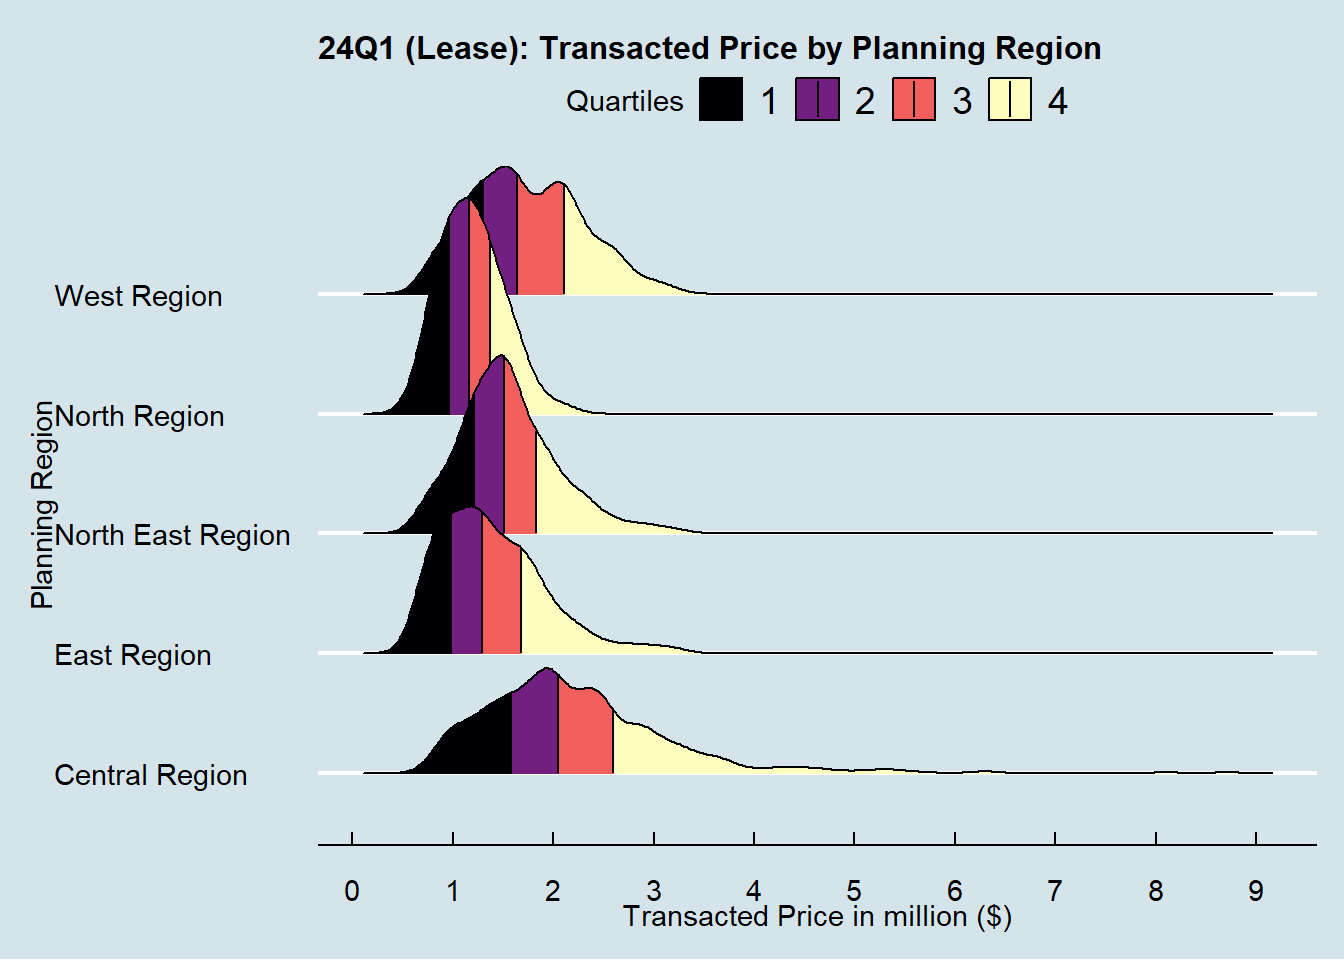 24Q1 (Lease): Transacted Price by Planning Region
Quartiles 1 2 3 4
Planning Region
West Region
North Region
North East Region
East Region
Central Region
0 1 2 3 4 5 6 7 8 9
Transacted Price in million ($)